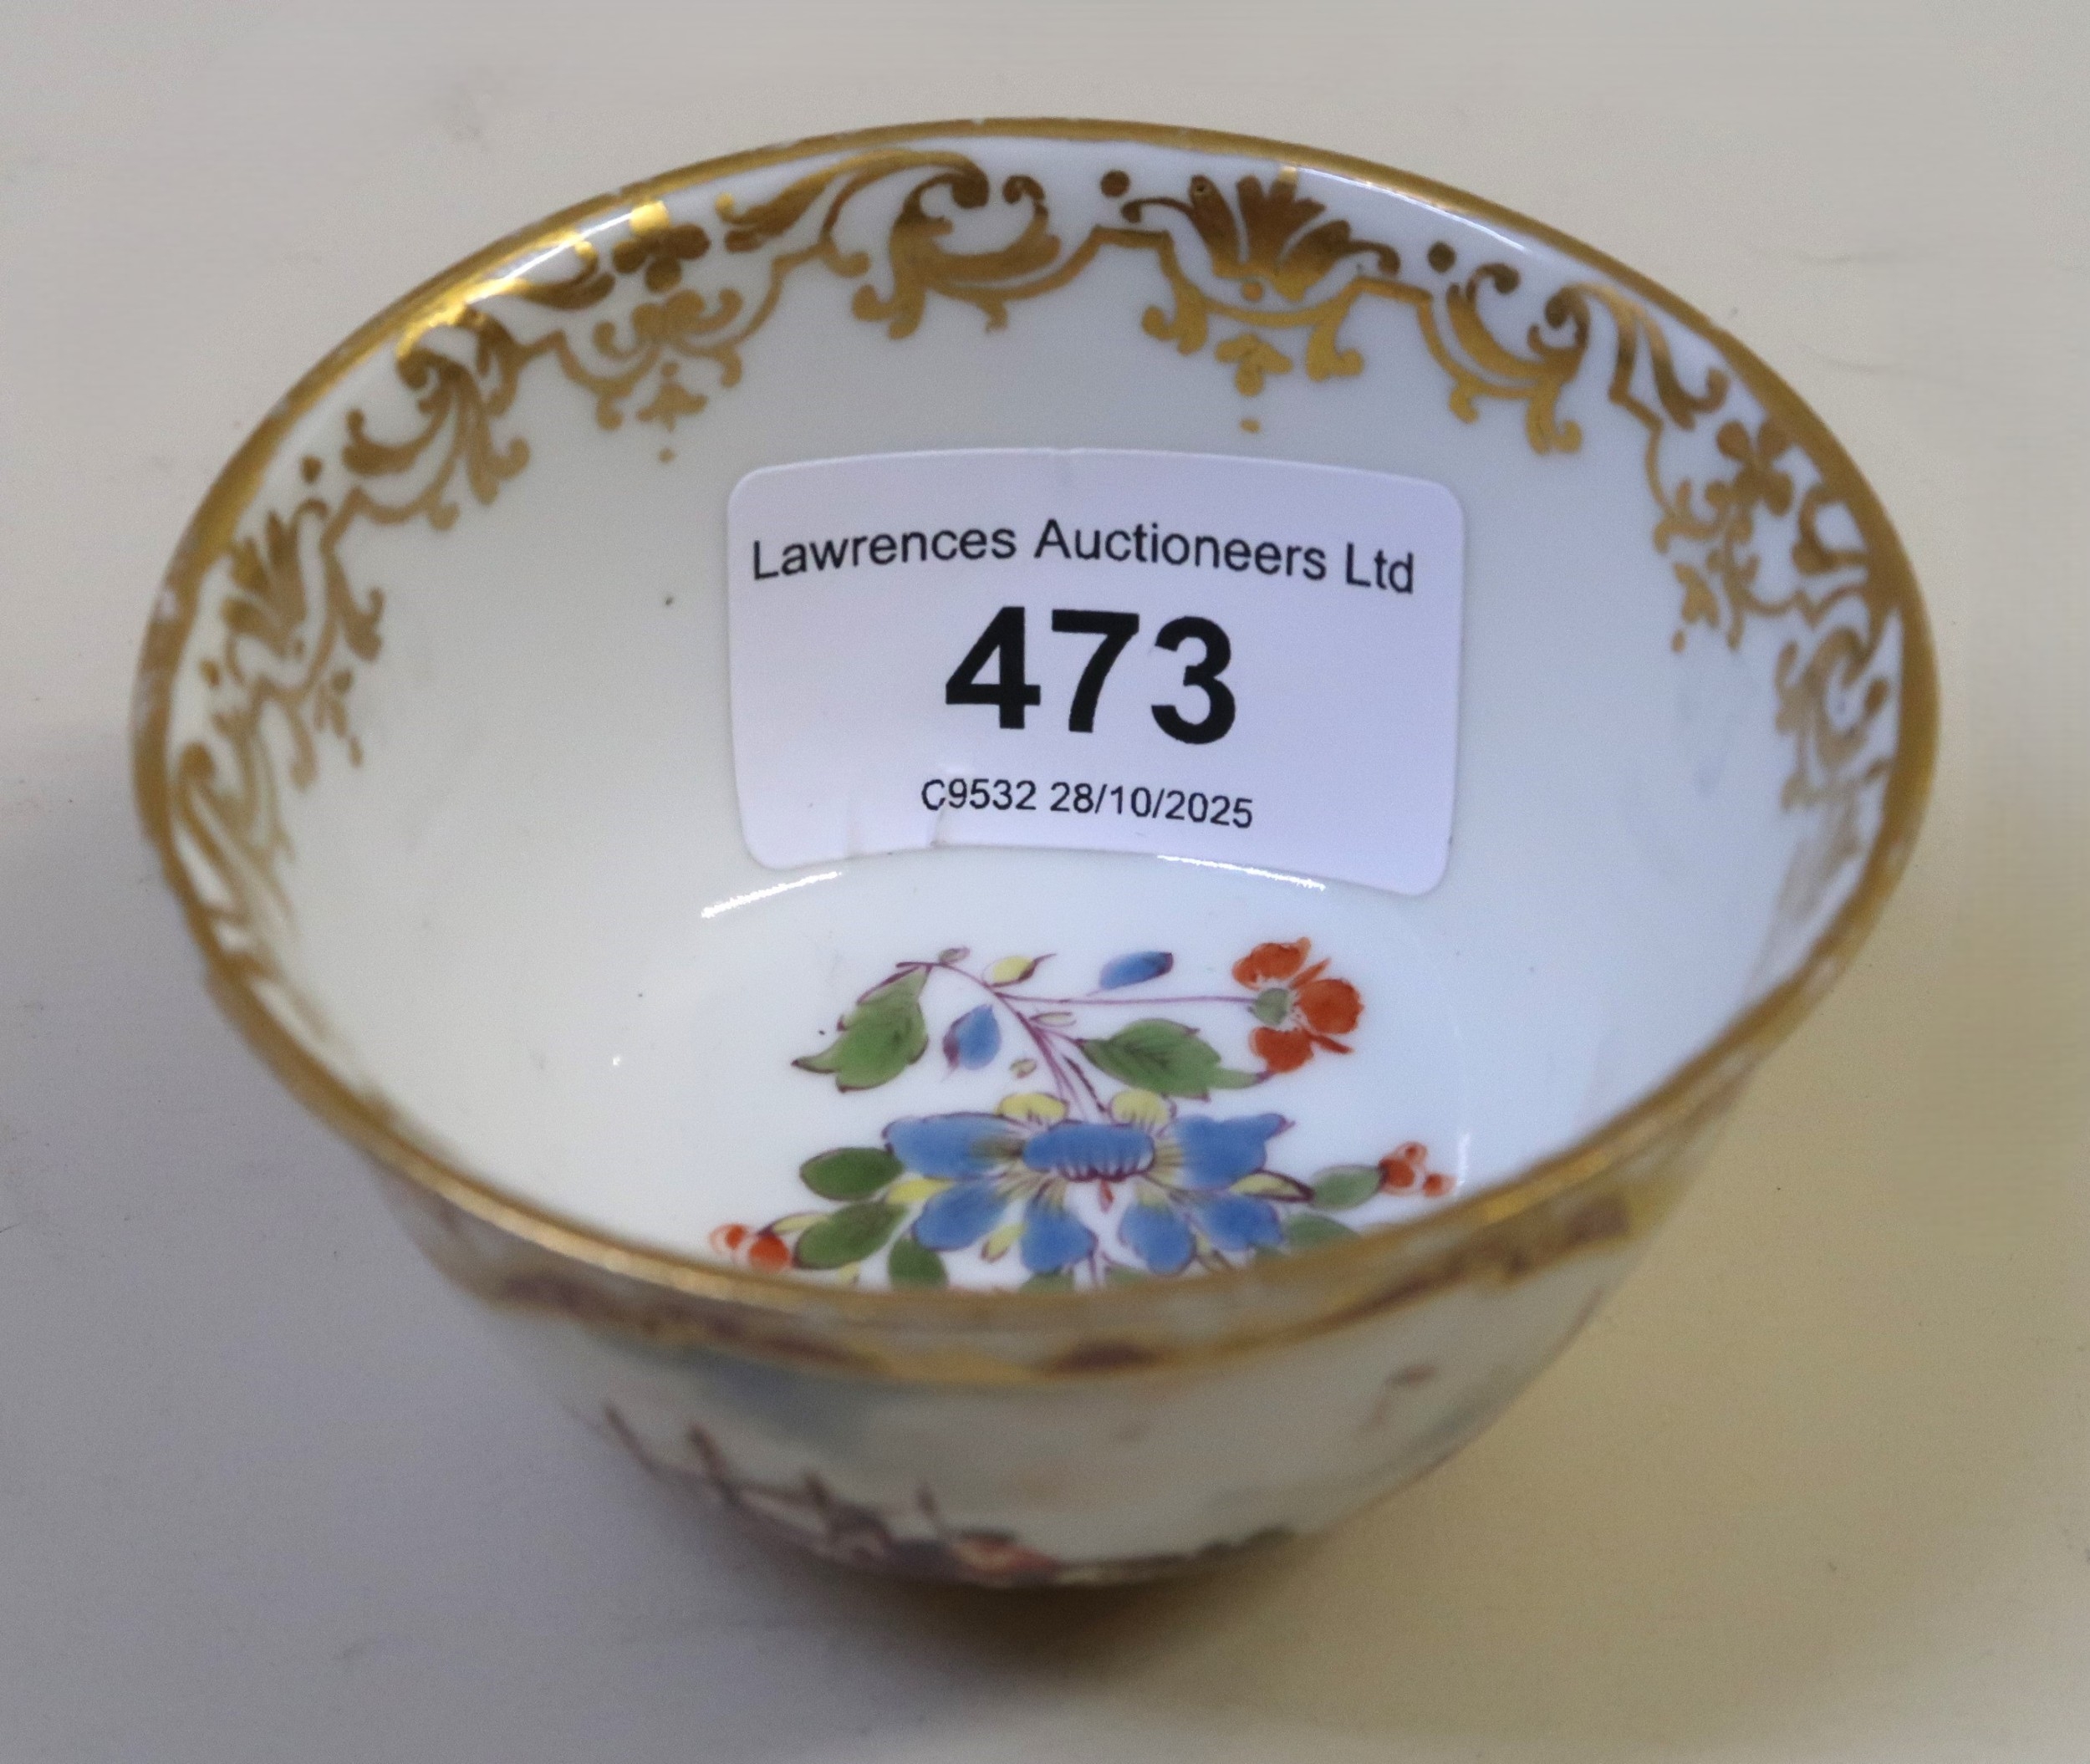 Lawrences Auctioneers Ltd
473
C9532 28/10/2025